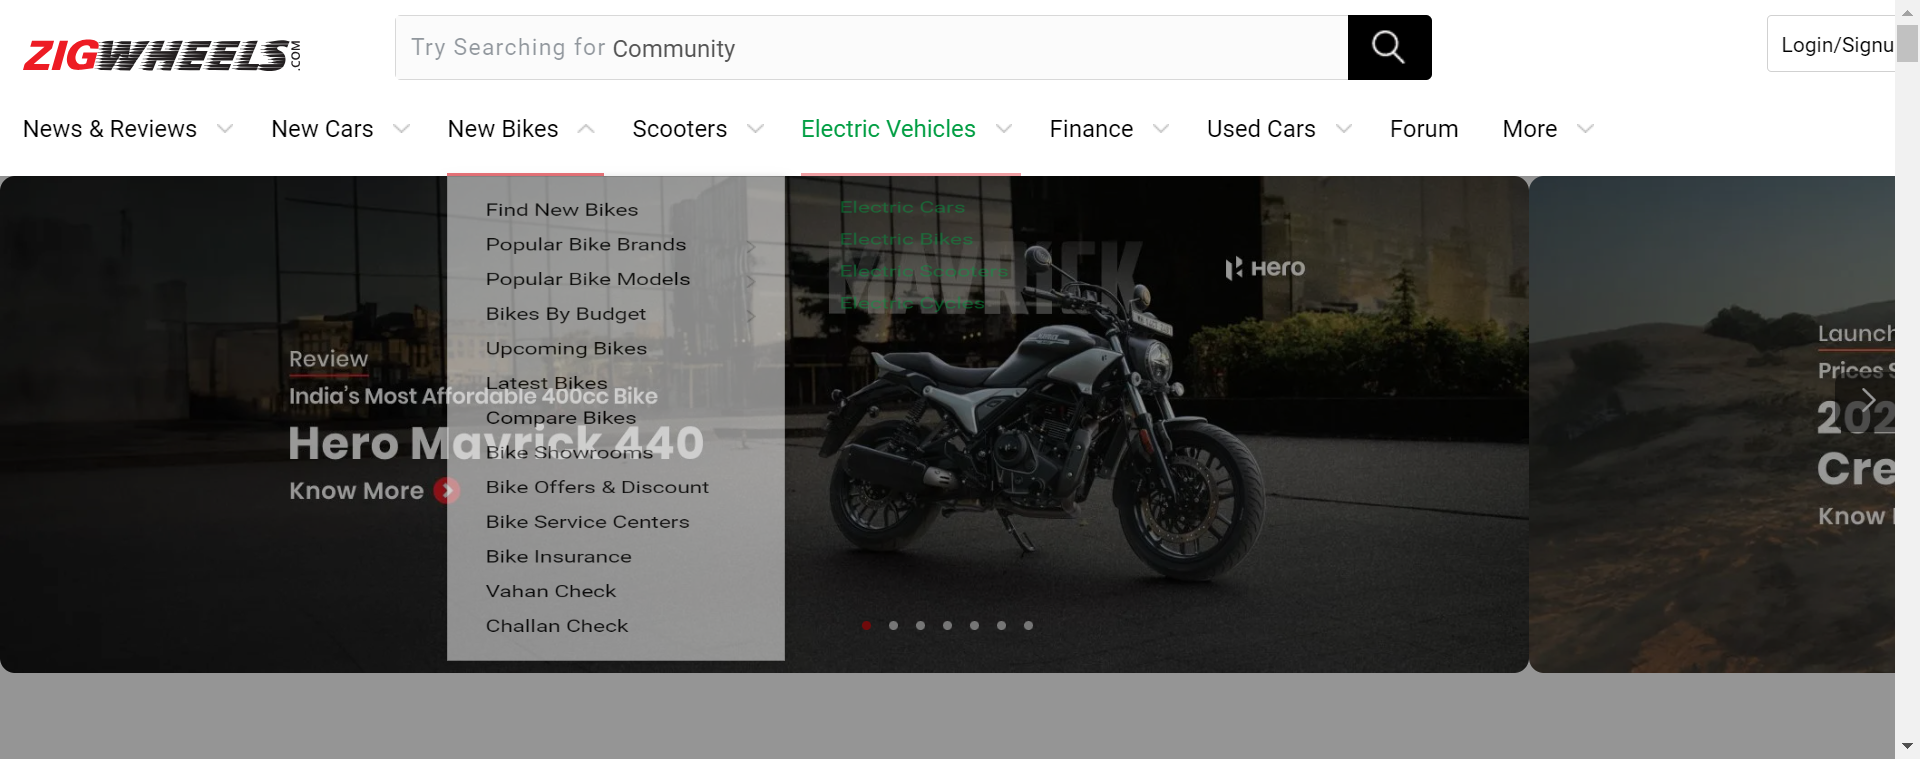 ZIGWHEELS.COM
Try Searching for Community
Login/Signu
News & Reviews
New Cars
New Bikes
Scooters
Electric Vehicles
Finance
Used Cars
Forum
More
Find New Bikes
Popular Bike Brands
Popular Bike Models
Bikes By Budget
Upcoming Bikes
Latest Bikes
Compare Bikes
Bike Showrooms
Bike Offers & Discount
Bike Service Centers
Bike Insurance
Vahan Check
Challan Check
Electric Cars
Electric Bikes
Electric Scooters
Electric Cycles
MAVRICK
Hero
Review
India's Most Affordable 400cc Bike
Hero Mavrick 440
Know More
Launch
Prices S
202
Cre
Know